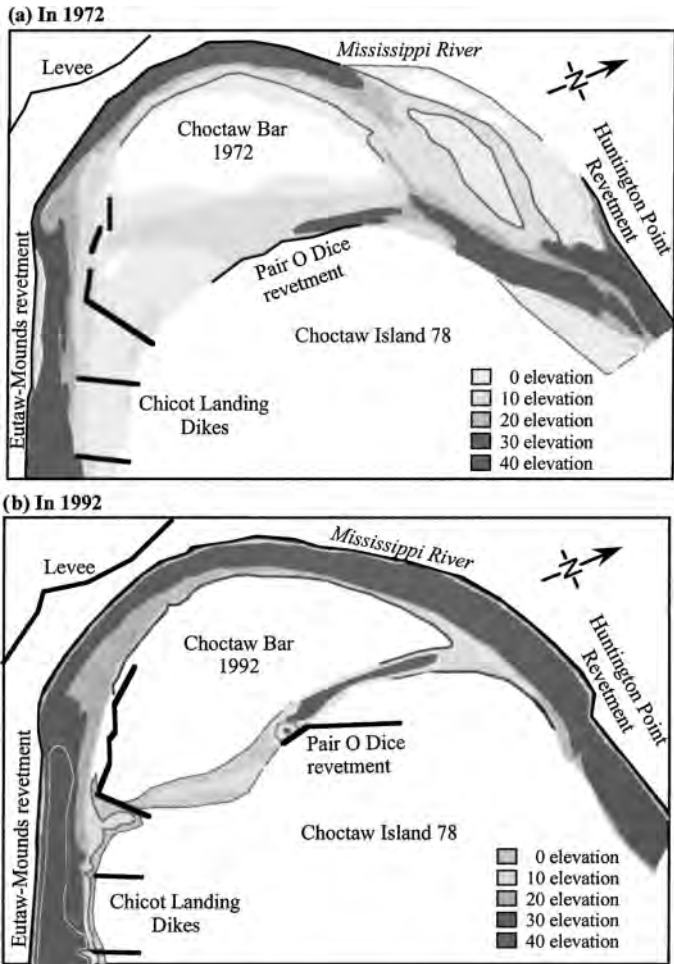 (a) In 1972
Levee
Mississippi River
N
Choctaw Bar
1972
Huntington Point
Revetment
Eutaw-Mounds revetment
Pair O Dice
revetment
Choctaw Island 78
Chicot Landing
Dikes
0 elevation
10 elevation
20 elevation
30 elevation
40 elevation
(b) In 1992
Levee
Mississippi River
N
Choctaw Bar
1992
Huntington Point
Revetment
Eutaw-Mounds revetment
Pair O Dice
revetment
Choctaw Island 78
Chicot Landing
Dikes
0 elevation
10 elevation
20 elevation
30 elevation
40 elevation